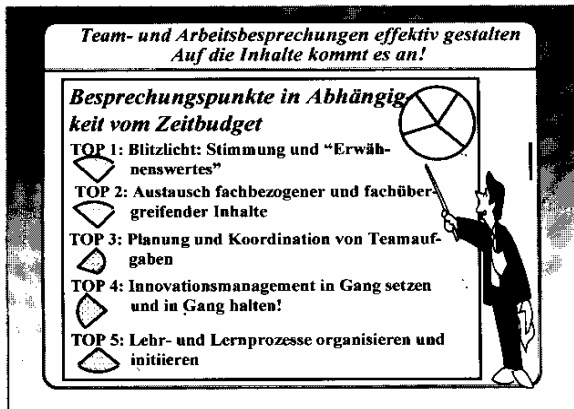 Team- und Arbeitsbesprechungen effektiv gestalten
Auf die Inhalte kommt es an!
Besprechungspunkte in Abhängig-
keit vom Zeitbudget
TOP 1: Blitzlicht: Stimmung und “Erwäh-
nenswertes”
TOP 2: Austausch fachbezogener und fachüber-
greifender Inhalte
TOP 3: Planung und Koordination von Teamauf-
gaben
TOP 4: Innovationsmanagement in Gang setzen
und in Gang halten!
TOP 5: Lehr- und Lernprozesse organisieren und
initiieren